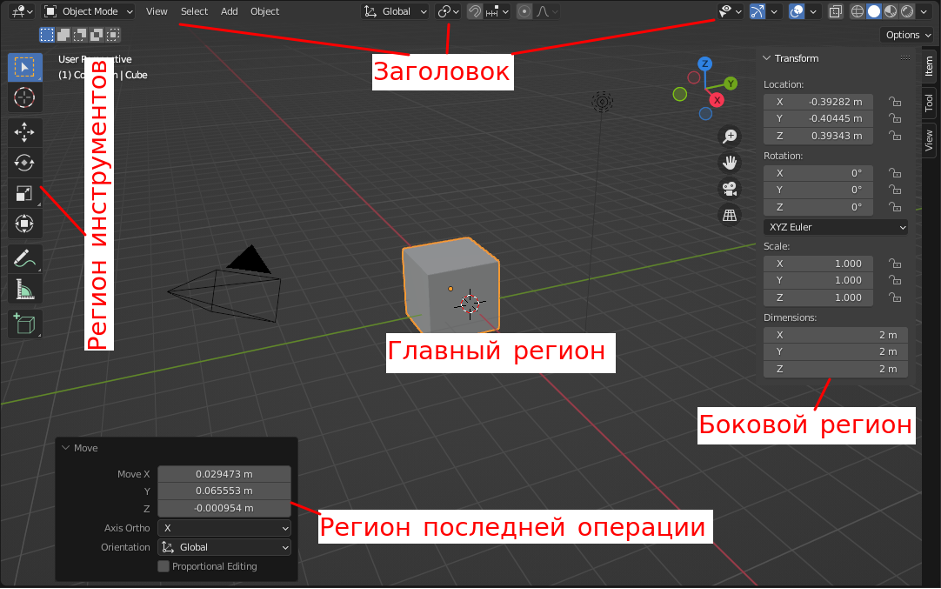 Object Mode View Select Add Object Global
Options
User Pe
(1) Co | Cube
Заголовок
Регион инструментов
Z
Y
X
Transform
Location:
X -0.39282 m
Y -0.40445 m
Z 0.39343 m
Rotation:
X 0°
Y 0°
Z 0°
XYZ Euler
Scale:
X 1.000
Y 1.000
Z 1.000
Dimensions:
X 2 m
Y 2 m
Z 2 m
Item
Tool
View
Главный регион
Боковой регион
Move
Move X 0.029473 m
Y 0.065553 m
Z -0.000954 m
Axis Ortho X
Orientation Global
Proportional Editing
Регион последней операции